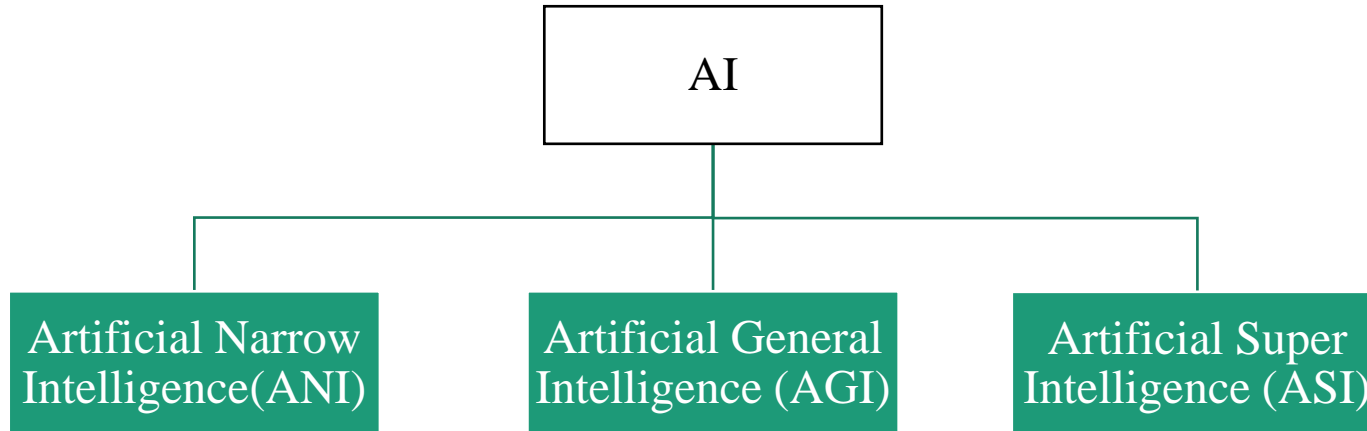 AI
Artificial Narrow
Intelligence(ANI)
Artificial General
Intelligence (AGI)
Artificial Super
Intelligence (ASI)